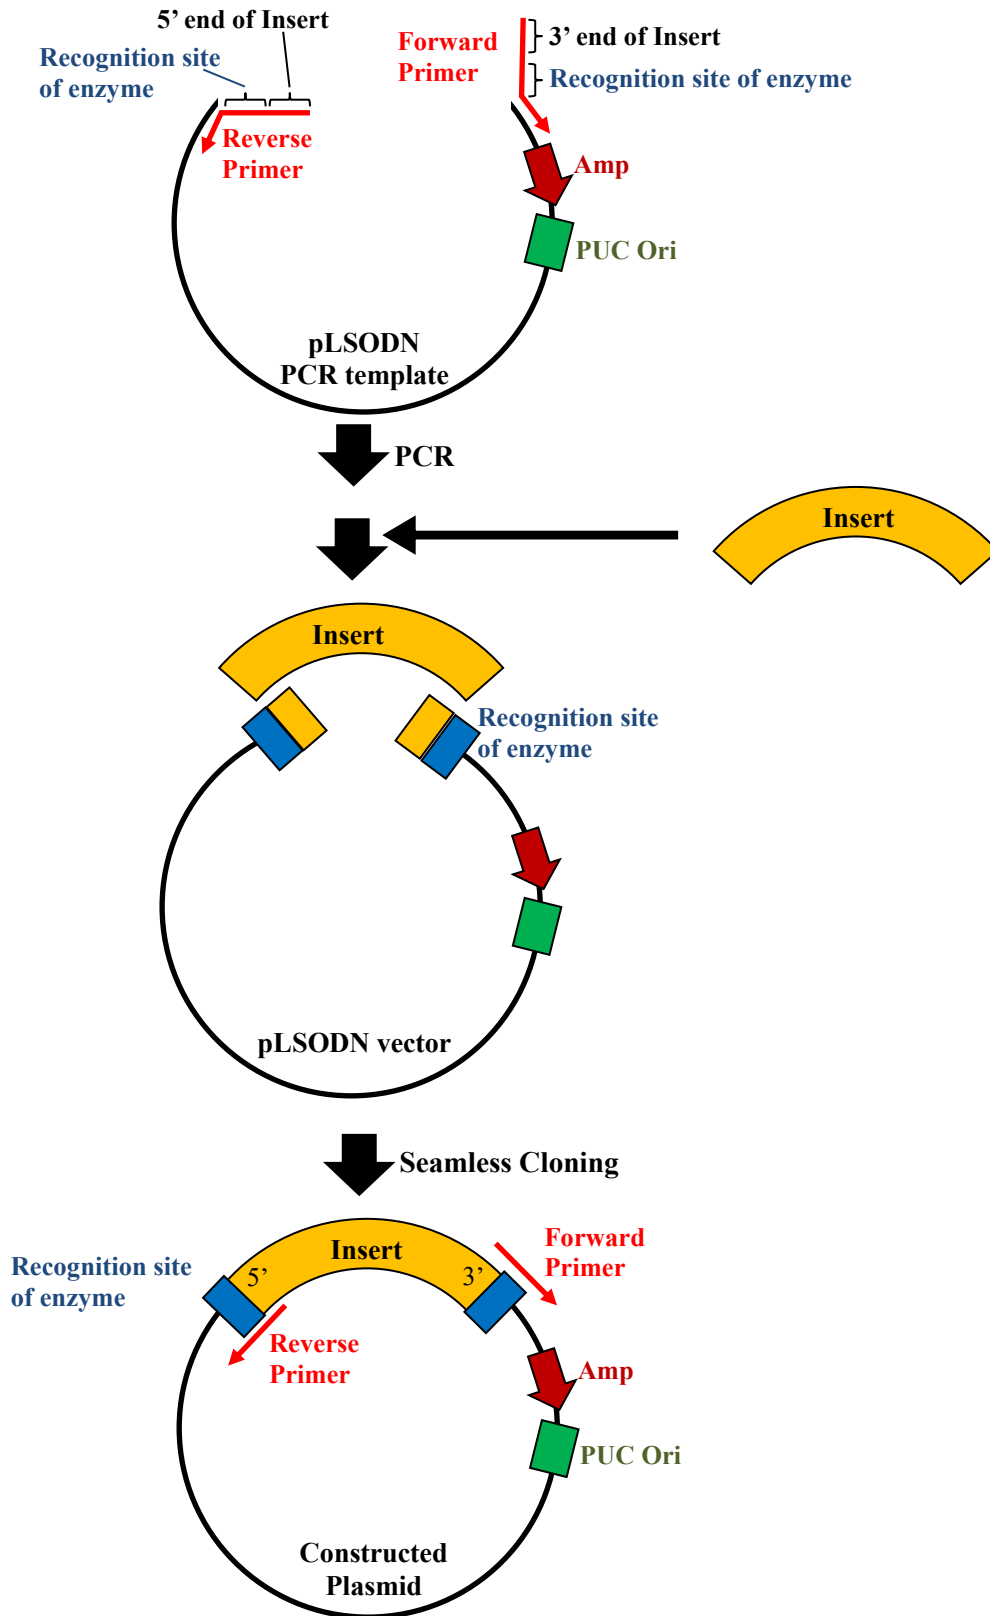 5’ end of Insert
Recognition site
of enzyme
Forward
Primer
3’ end of Insert
Recognition site of enzyme
Reverse
Primer
Amp
PUC Ori
pLSODN
PCR template
PCR
Insert
Insert
Recognition site
of enzyme
pLSODN vector
Seamless Cloning
Insert
5’
3’
Forward
Primer
Recognition site
of enzyme
Reverse
Primer
Amp
PUC Ori
Constructed
Plasmid